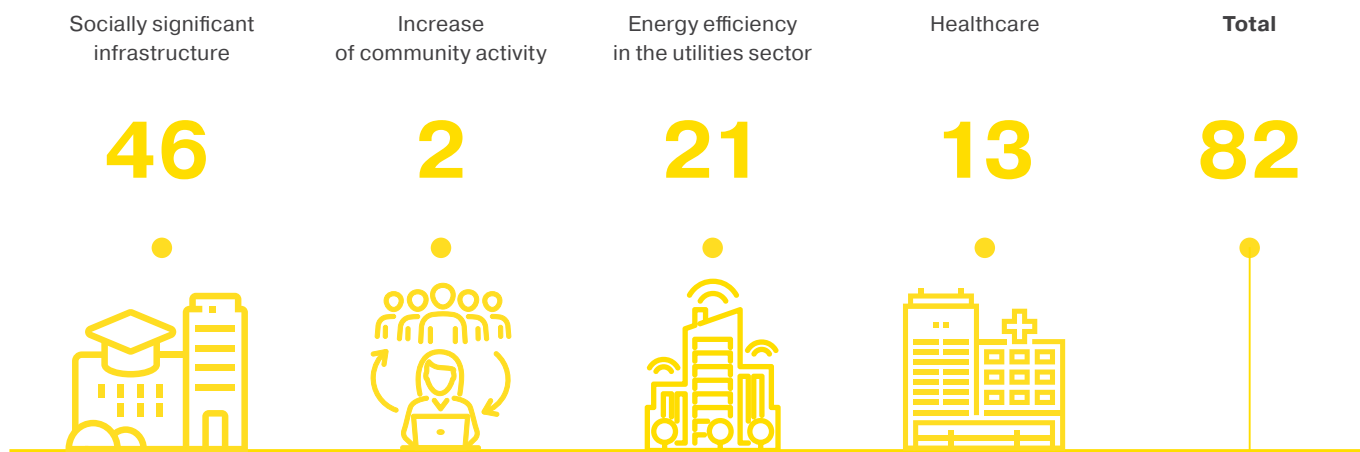 Socially significant
infrastructure
46
Increase
of community activity
2
Energy efficiency
in the utilities sector
21
Healthcare
13
Total
82